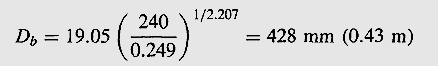 D_b = 19.05 (240/0.249)^{1/2.207} = 428 mm (0.43 m)